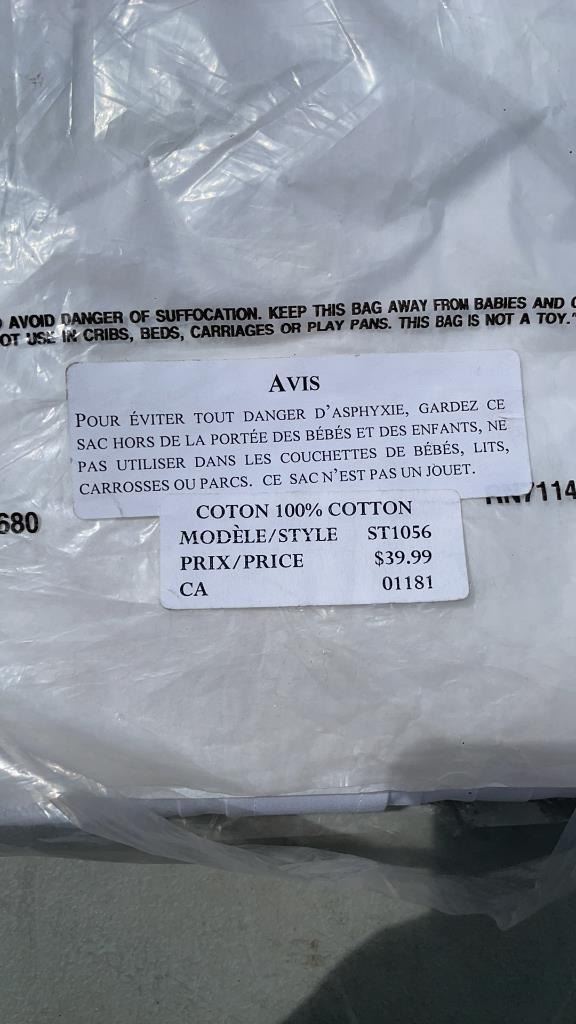 AVOID DANGER OF SUFFOCATION. KEEP THIS BAG AWAY FROM BABIES AND
USE IN CRIBS, BEDS, CARRIAGES OR PLAY PANS. THIS BAG IS NOT A TOY."
AVIS
POUR ÉVITER TOUT DANGER D'ASPHYXIE, GARDEZ CE
SAC HORS DE LA PORTÉE DES BÉBÉS ET DES ENFANTS, NE
PAS UTILISER DANS LES COUCHETTES DE BÉBÉS, LITS,
CARROSSES OU PARCS. CE SAC N'EST PAS UN JOUET.
680
COTON 100% COTTON
MODÈLE/STYLE ST1056
PRIX/PRICE $39.99
CA 01181